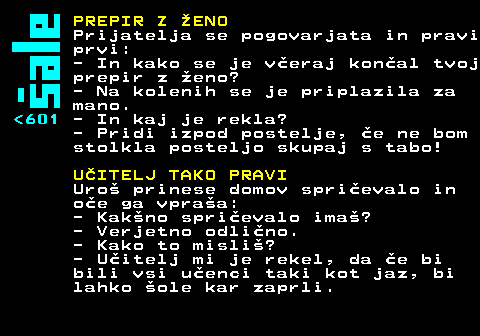 šale
<601
PREPIR Z ŽENO
Prijatelja se pogovarjata in pravi
prvi:
- In kako se je včeraj končal tvoj
prepir z ženo?
- Na kolenih se je priplazila za
mano.
- In kaj je rekla?
- Pridi izpod postelje, če ne bom
stolkla posteljo skupaj s tabo!
UČITELJ TAKO PRAVI
Uroš prinese domov spričevalo in
oče ga vpraša:
- Kakšno spričevalo imaš?
- Verjetno odlično.
- Kako to misliš?
- Učitelj mi je rekel, da če bi
bili vsi učenci taki kot jaz, bi
lahko šole kar zaprli.